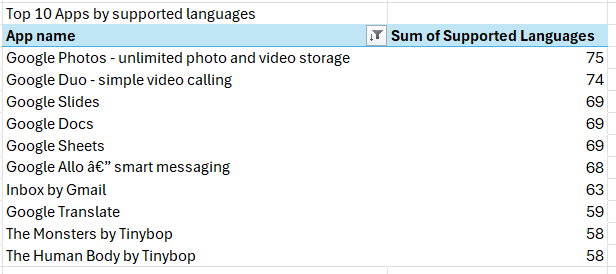 Top 10 Apps by supported languages
App name Sum of Supported Languages
Google Photos - unlimited photo and video storage 75
Google Duo - simple video calling 74
Google Slides 69
Google Docs 69
Google Sheets 69
Google Allo â€” smart messaging 68
Inbox by Gmail 63
Google Translate 59
The Monsters by Tinybop 58
The Human Body by Tinybop 58